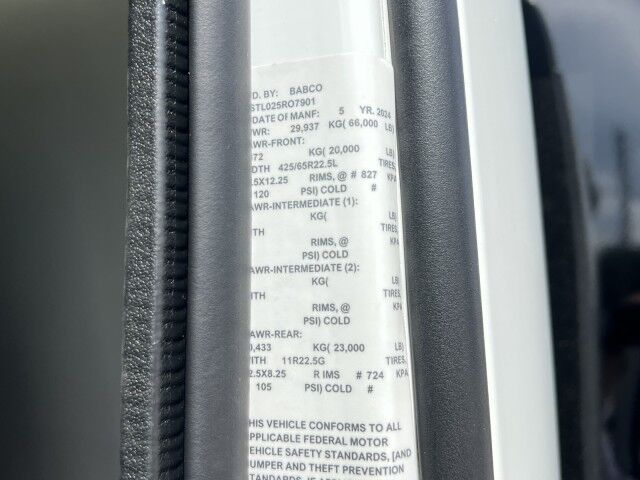 D. BY: BABCO
STL025RO7901
DATE OF MANF: 5 YR. 2024
WR: 29,937 KG( 66,000 LB)
AWR-FRONT:
72 KG( 20,000 LB)
DTH 425/65R22.5L TIRES,
.5X12.25 RIMS, @ # 827 KPA
120 PSI) COLD #
AWR-INTERMEDIATE (1):
KG( LB)
TH TIRES,
RIMS, @ KPA
PSI) COLD
AWR-INTERMEDIATE (2):
KG( LB
ITH TIRES,
RIMS, @ KPA
PSI) COLD
AWR-REAR:
0,433 KG( 23,000 LB)
WITH 11R22.5G TIRES,
2.5X8.25 R IMS # 724 KPA
105 PSI) COLD #
HIS VEHICLE CONFORMS TO ALL
PPLICABLE FEDERAL MOTOR
EHICLE SAFETY STANDARDS, [AND
UMPER AND THEFT PREVENTION
TANDARDS,